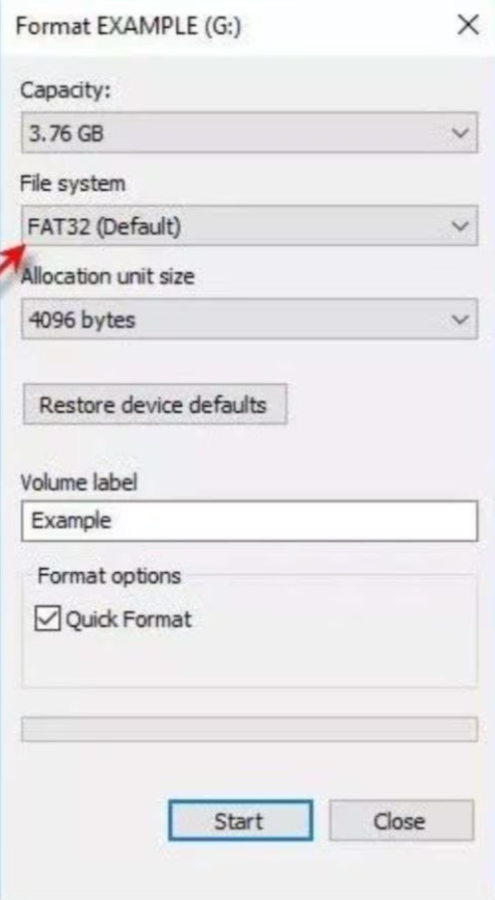 Format EXAMPLE (G:)
Capacity:
3.76 GB
File system
FAT32 (Default)
Allocation unit size
4096 bytes
Restore device defaults
Volume label
Example
Format options
Quick Format
Start
Close